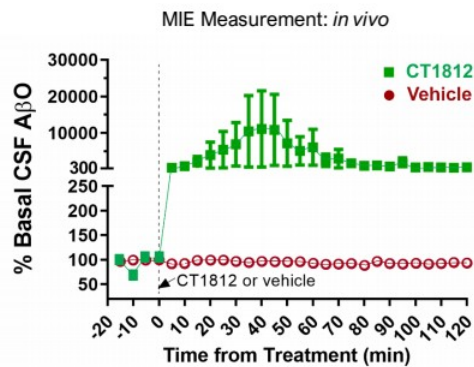 MIE Measurement: in vivo
CT1812
Vehicle
% Basal CSF AβO
30000
20000
10000
300
250
200
150
100
50
CT1812 or vehicle
-20 -10 0 10 20 30 40 50 60 70 80 90 100 110 120
Time from Treatment (min)